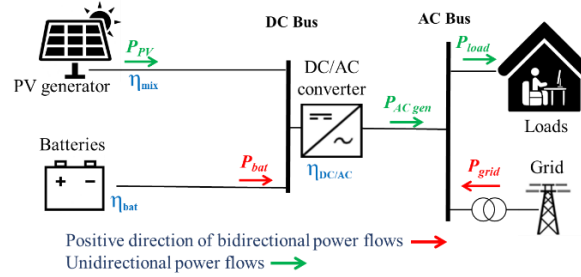 DC Bus
AC Bus
P_PV
P_load
η_mix
DC/AC
converter
PV generator
P_AC gen
Loads
Batteries
P_bat
P_grid
Grid
η_DC/AC
η_bat
Positive direction of bidirectional power flows
Unidirectional power flows